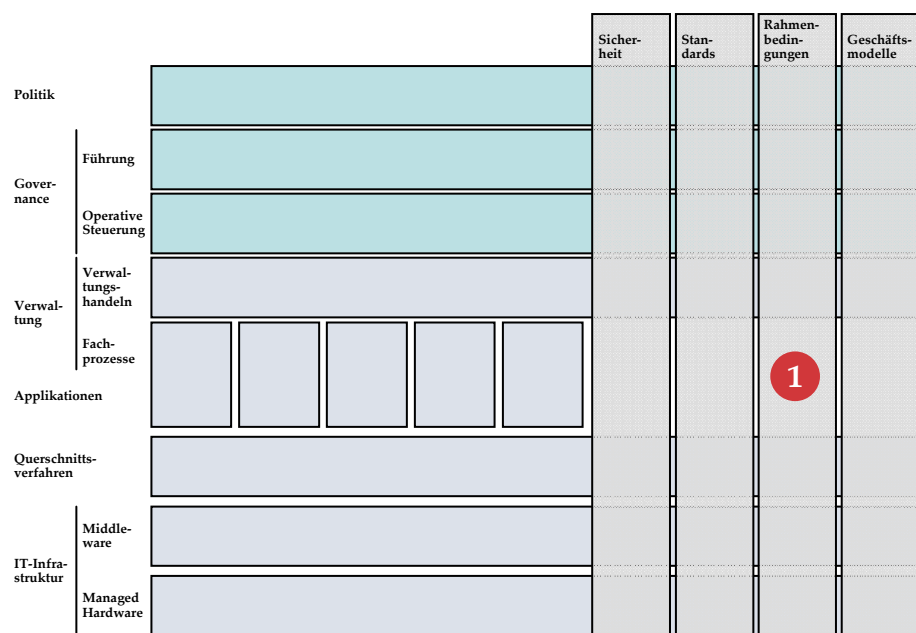 Sicher-
heit
Stan-
dards
Rahmen-
bedin-
gungen
Geschäfts-
modelle
Politik
Gover-
nance
Führung
Operative
Steuerung
Verwal-
tung
Verwal-
tungs-
handeln
Fach-
prozesse
Applikationen
1
Querschnitts-
verfahren
IT-Infra-
struktur
Middle-
ware
Managed
Hardware